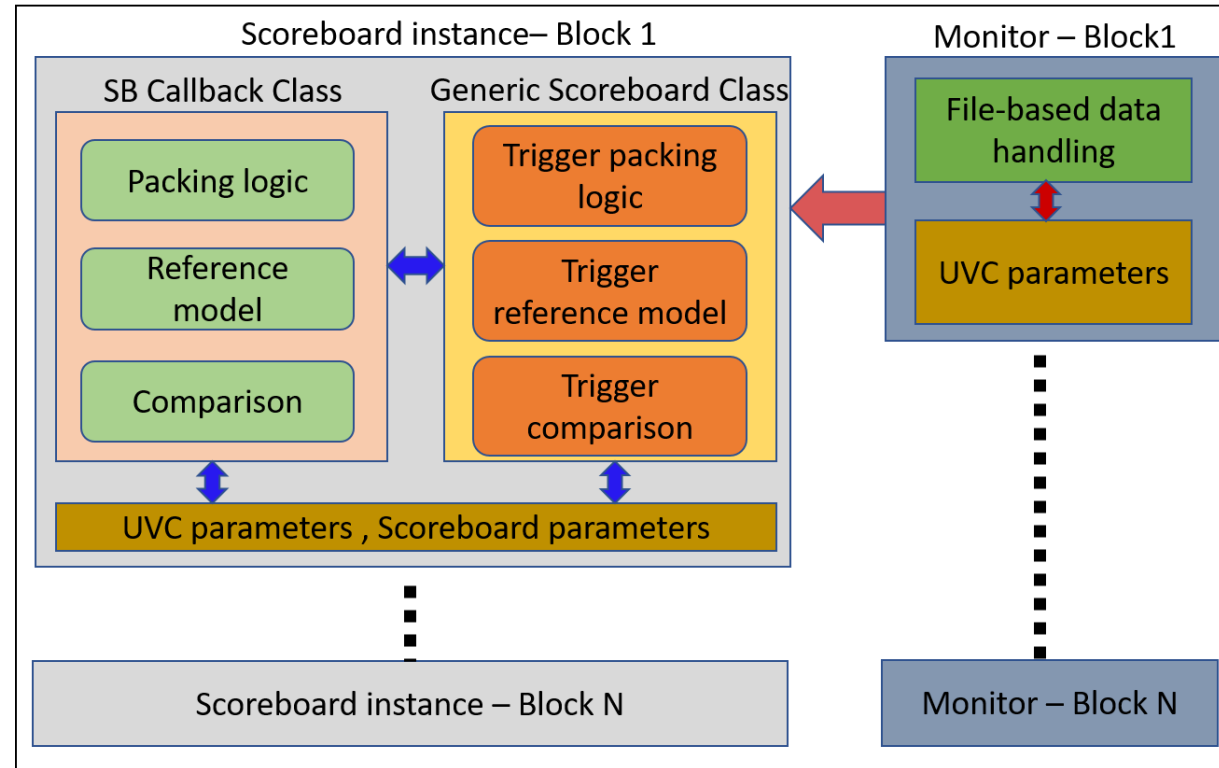 Scoreboard instance– Block 1
SB Callback Class
Packing logic
Reference
model
Comparison
Generic Scoreboard Class
Trigger packing
logic
Trigger
reference model
Trigger
comparison
UVC parameters , Scoreboard parameters
Monitor – Block1
File-based data
handling
UVC parameters
Scoreboard instance – Block N
Monitor – Block N